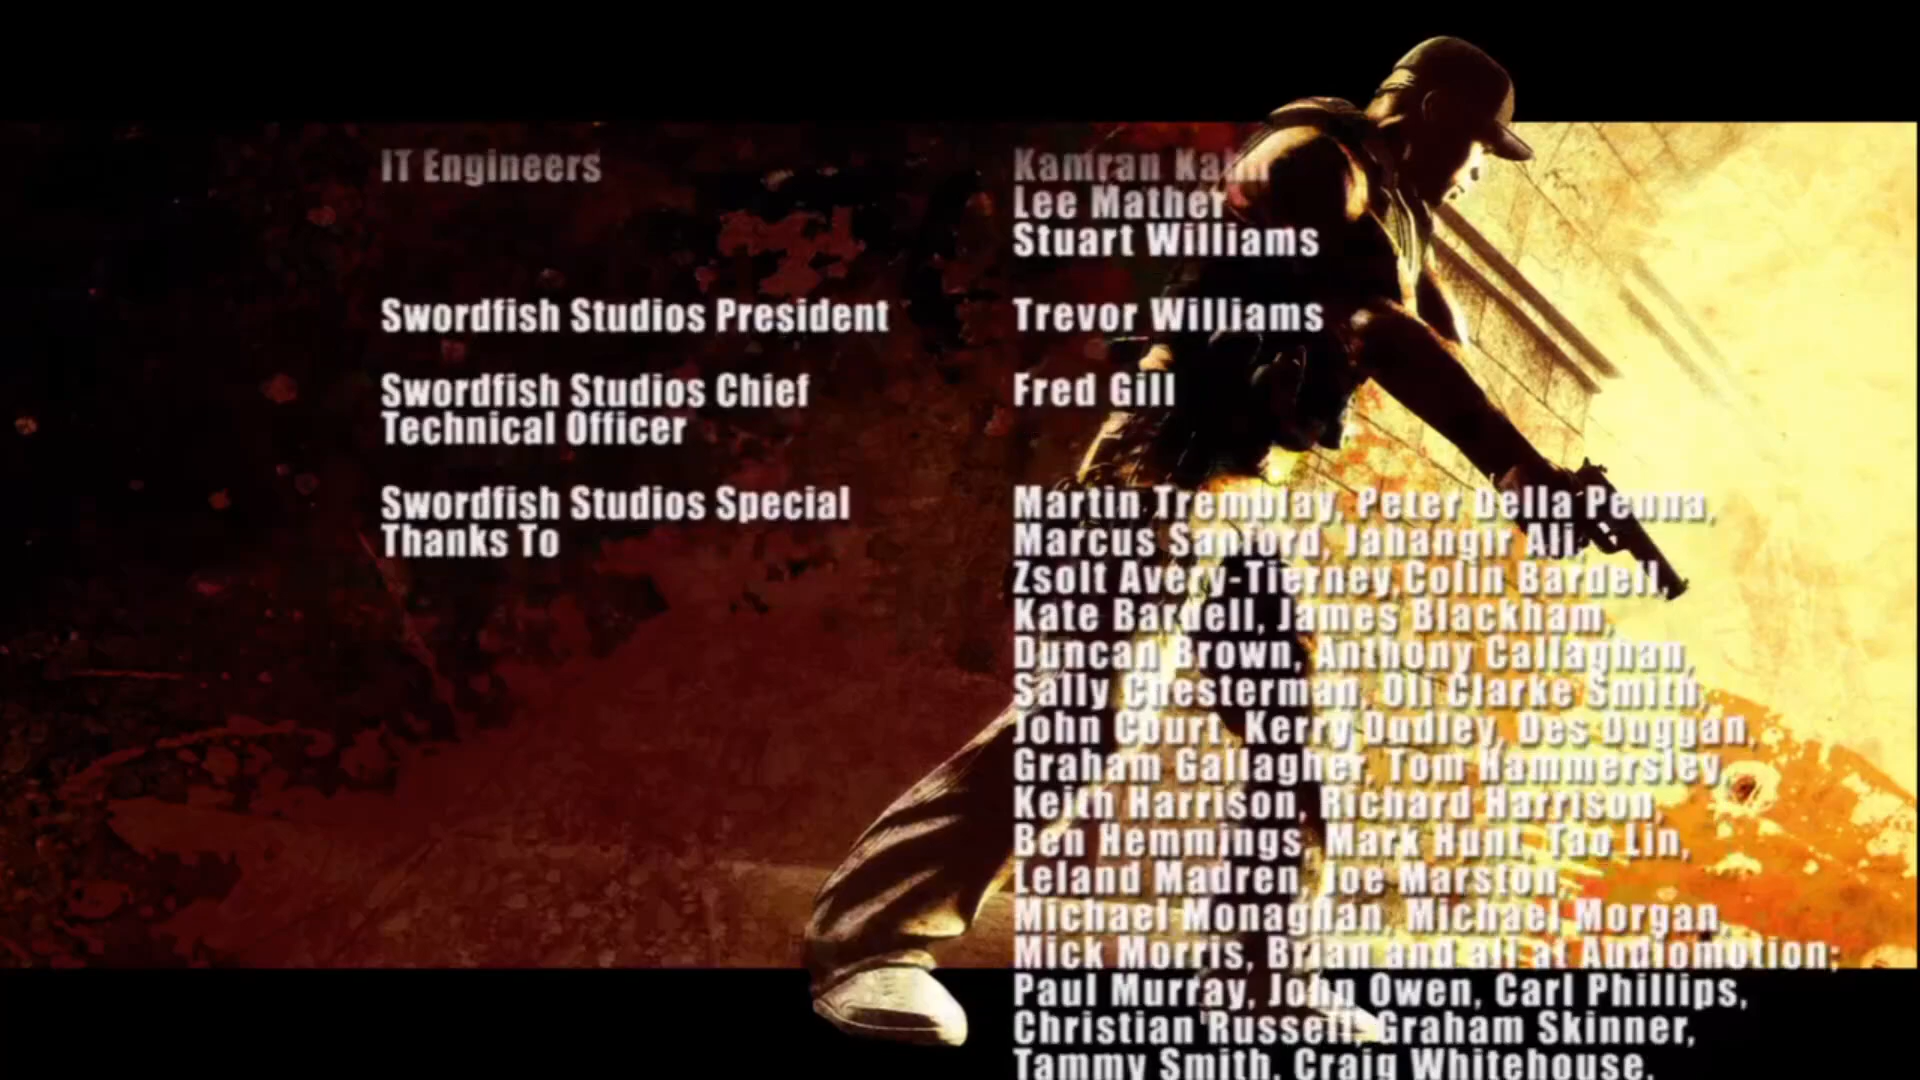 IT Engineers
Kamran Kahn
Lee Mather
Stuart Williams
Swordfish Studios President
Trevor Williams
Swordfish Studios Chief
Technical Officer
Fred Gill
Swordfish Studios Special
Thanks To
Martin Tremblay, Peter Della Penna,
Marcus Sanford, Jahangir Ali,
Zsolt Avery-Tierney,Colin Bardell,
Kate Bardell, James Blackham,
Duncan Brown, Anthony Callaghan,
Sally Chesterman, Oli Clarke Smith,
John Court, Kerry Dudley, Des Duggan,
Graham Gallagher, Tom Hammersley,
Keith Harrison, Richard Harrison,
Ben Hemmings, Mark Hunt, Tao Lin,
Leland Madren, Joe Marston,
Michael Monaghan, Michael Morgan,
Mick Morris, Brian and all at Audiomotion;
Paul Murray, John Owen, Carl Phillips,
Christian Russell, Graham Skinner,
Tammy Smith, Craig Whitehouse,